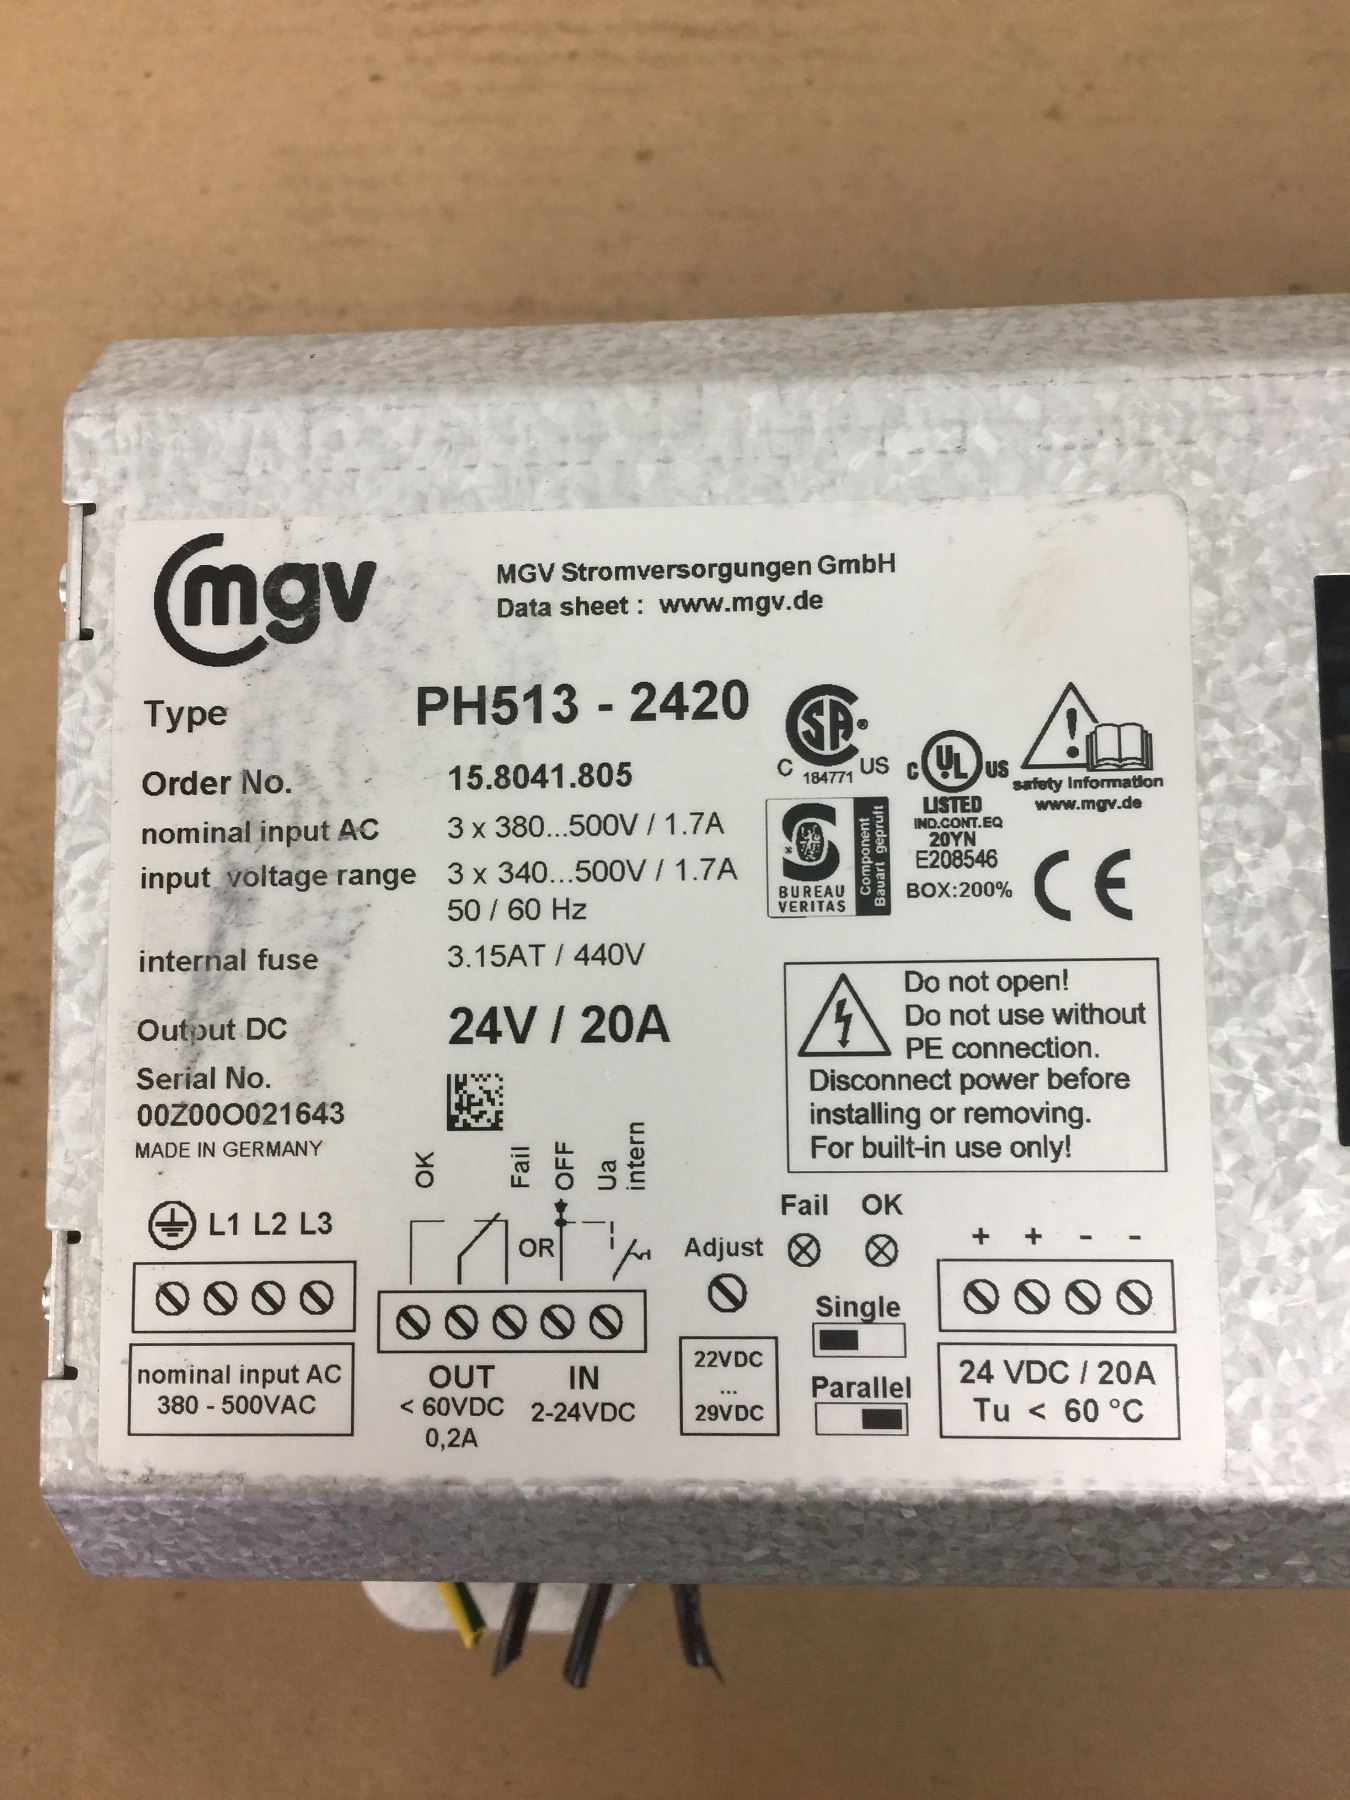 mgv
MGV Stromversorgungen GmbH
Data sheet : www.mgv.de
Type PH513 - 2420
Order No. 15.8041.805
nominal input AC 3 x 380...500V / 1.7A
input voltage range 3 x 340...500V / 1.7A
50 / 60 Hz
internal fuse 3.15AT / 440V
Output DC 24V / 20A
Serial No.
00Z00O021643
MADE IN GERMANY
SA ®
C 184771 US
C UL US
LISTED
IND.CONT.EQ
20YN
E208546
BOX:200%
safety Information
www.mgv.de
BUREAU
VERITAS
Component
Bauart geprüft
CE
Do not open!
Do not use without
PE connection.
Disconnect power before
installing or removing.
For built-in use only!
L1 L2 L3
nominal input AC
380 - 500VAC
OK
Fail
OFF
Ua
intern
OR
OUT
< 60VDC
0,2A
IN
2-24VDC
Adjust
22VDC
...
29VDC
Fail OK
Single
Parallel
+ + - -
24 VDC / 20A
Tu < 60 °C